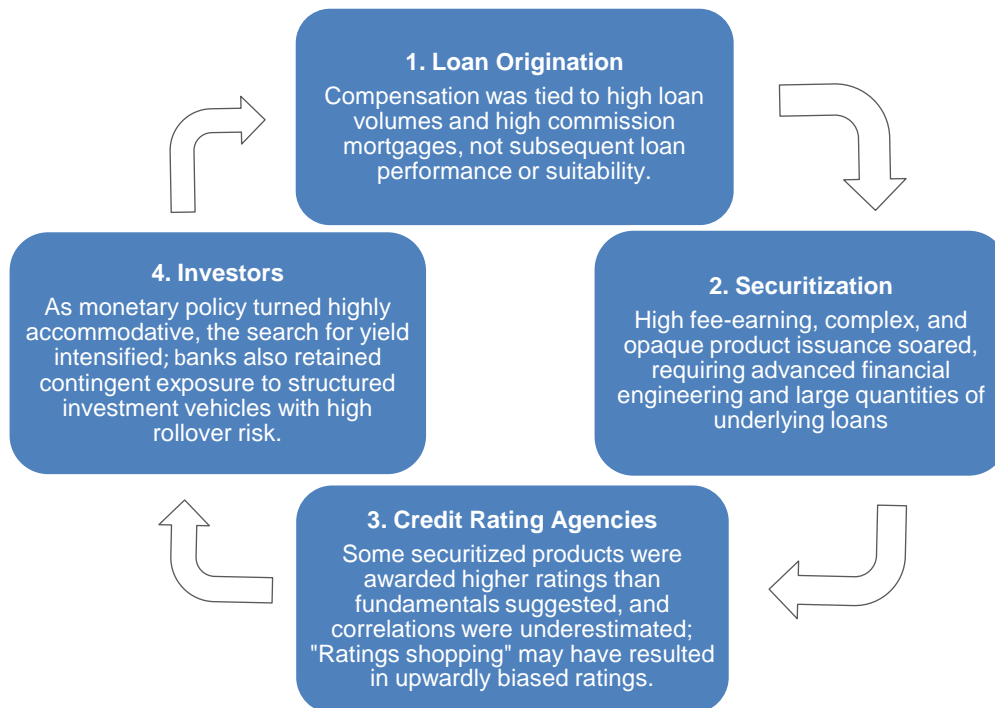 1. Loan Origination
Compensation was tied to high loan
volumes and high commission
mortgages, not subsequent loan
performance or suitability.
2. Securitization
High fee-earning, complex, and
opaque product issuance soared,
requiring advanced financial
engineering and large quantities of
underlying loans
3. Credit Rating Agencies
Some securitized products were
awarded higher ratings than
fundamentals suggested, and
correlations were underestimated;
"Ratings shopping" may have resulted
in upwardly biased ratings.
4. Investors
As monetary policy turned highly
accommodative, the search for yield
intensified; banks also retained
contingent exposure to structured
investment vehicles with high
rollover risk.